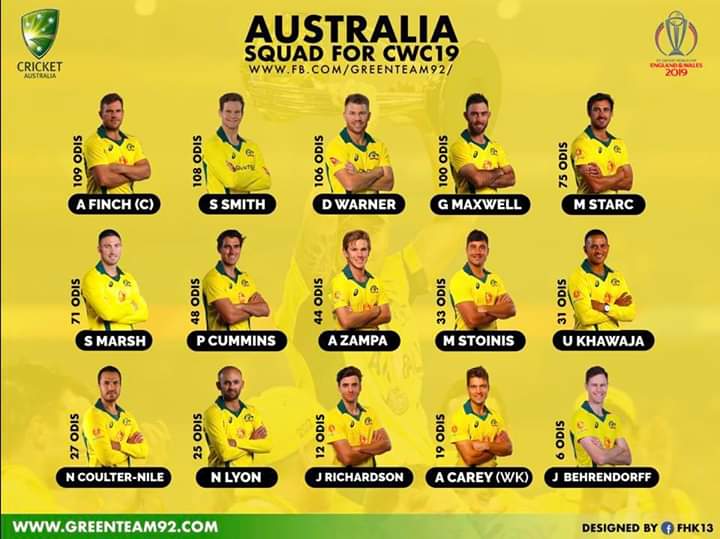 CRICKET
AUSTRALIA
AUSTRALIA
SQUAD FOR CWC19
WWW.FB.COM/GREENTEAM92/
ICC CRICKET WORLD CUP
ENGLAND & WALES
2019
109 ODIS
A FINCH (C)
108 ODIS
S SMITH
106 ODIS
D WARNER
100 ODIS
G MAXWELL
75 ODIS
M STARC
71 ODIS
S MARSH
48 ODIS
P CUMMINS
44 ODIS
A ZAMPA
33 ODIS
M STOINIS
31 ODIS
U KHAWAJA
27 ODIS
N COULTER-NILE
25 ODIS
N LYON
12 ODIS
J RICHARDSON
19 ODIS
A CAREY (WK)
6 ODIS
J BEHRENDORFF
WWW.GREENTEAM92.COM
DESIGNED BY f FHK13